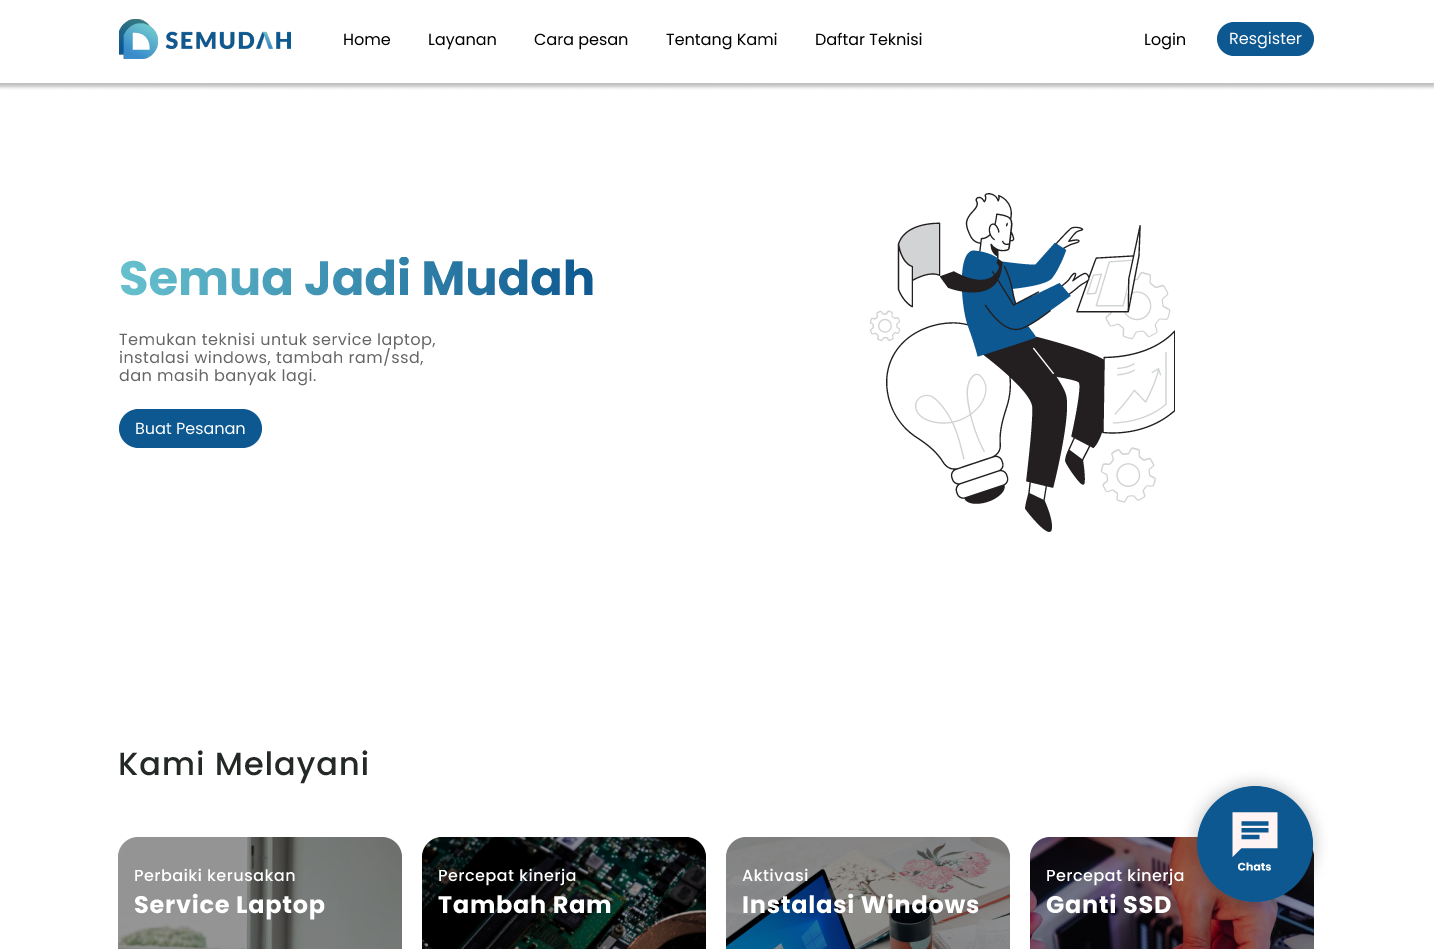 SEMUDAH
Home
Layanan
Cara pesan
Tentang Kami
Daftar Teknisi
Login
Resgister
Semua Jadi Mudah
Temukan teknisi untuk service laptop,
instalasi windows, tambah ram/ssd,
dan masih banyak lagi.
Buat Pesanan
Kami Melayani
Perbaiki kerusakan
Service Laptop
Percepat kinerja
Tambah Ram
Aktivasi
Instalasi Windows
Percepat kinerja
Ganti SSD
Chats